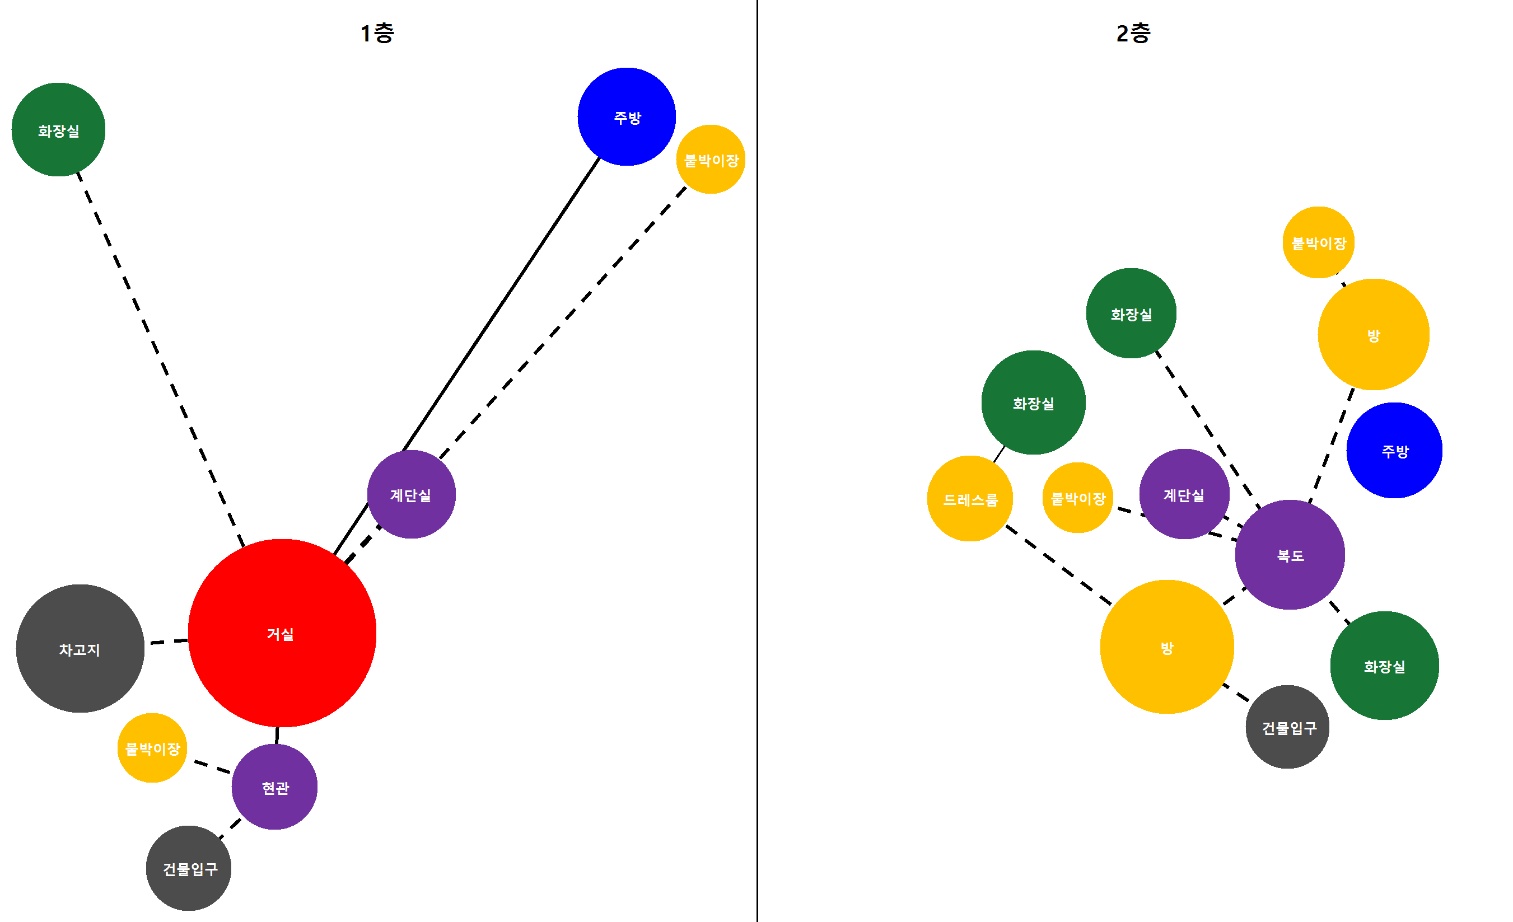 1층
화장실
주방
붙박이장
계단실
거실
차고지
붙박이장
현관
건물입구
2층
붙박이장
화장실
방
화장실
주방
드레스룸
붙박이장
계단실
복도
방
화장실
건물입구